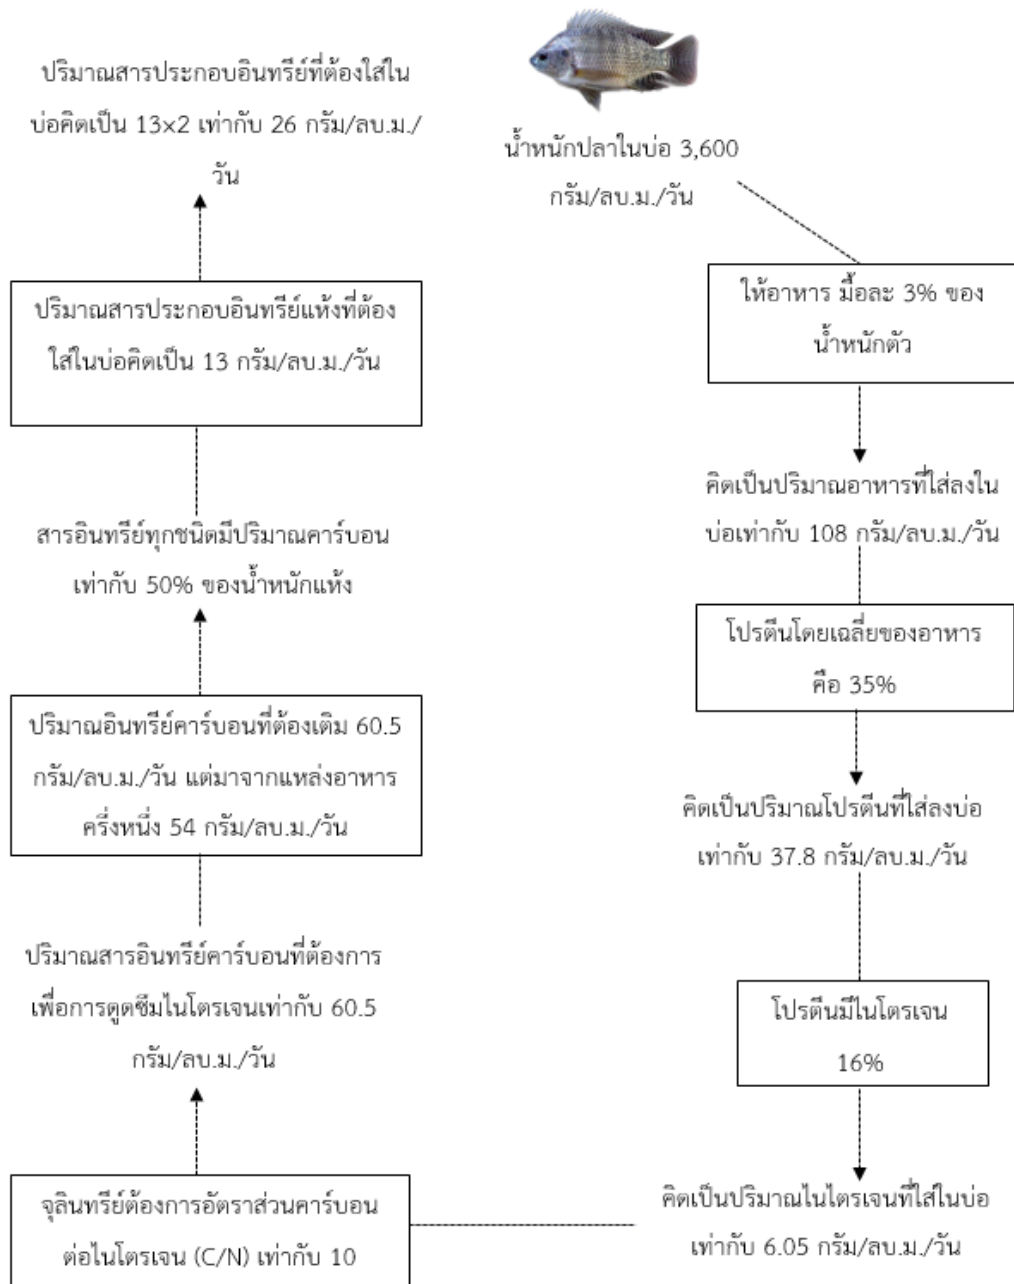 น้ำหนักปลาในบ่อ 3,600
กรัม/ลบ.ม./วัน
ให้อาหาร มื้อละ 3% ของ
น้ำหนักตัว
คิดเป็นปริมาณอาหารที่ใส่ลงใน
บ่อเท่ากับ 108 กรัม/ลบ.ม./วัน
โปรตีนโดยเฉลี่ยของอาหาร
คือ 35%
คิดเป็นปริมาณโปรตีนที่ใส่ลงบ่อ
เท่ากับ 37.8 กรัม/ลบ.ม./วัน
โปรตีนมีไนโตรเจน
16%
คิดเป็นปริมาณไนไตรเจนที่ใส่ในบ่อ
เท่ากับ 6.05 กรัม/ลบ.ม./วัน
จุลินทรีย์ต้องการอัตราส่วนคาร์บอน
ต่อไนโตรเจน (C/N) เท่ากับ 10
ปริมาณสารอินทรีย์คาร์บอนที่ต้องการ
เพื่อการดูดซึมไนโตรเจนเท่ากับ 60.5
กรัม/ลบ.ม./วัน
ปริมาณอินทรีย์คาร์บอนที่ต้องเติม 60.5
กรัม/ลบ.ม./วัน แต่มาจากแหล่งอาหาร
ครึ่งหนึ่ง 54 กรัม/ลบ.ม./วัน
สารอินทรีย์ทุกชนิดมีปริมาณคาร์บอน
เท่ากับ 50% ของน้ำหนักแห้ง
ปริมาณสารประกอบอินทรีย์แห้งที่ต้อง
ใส่ในบ่อคิดเป็น 13 กรัม/ลบ.ม./วัน
ปริมาณสารประกอบอินทรีย์ที่ต้องใส่ใน
บ่อคิดเป็น 13×2 เท่ากับ 26 กรัม/ลบ.ม./
วัน